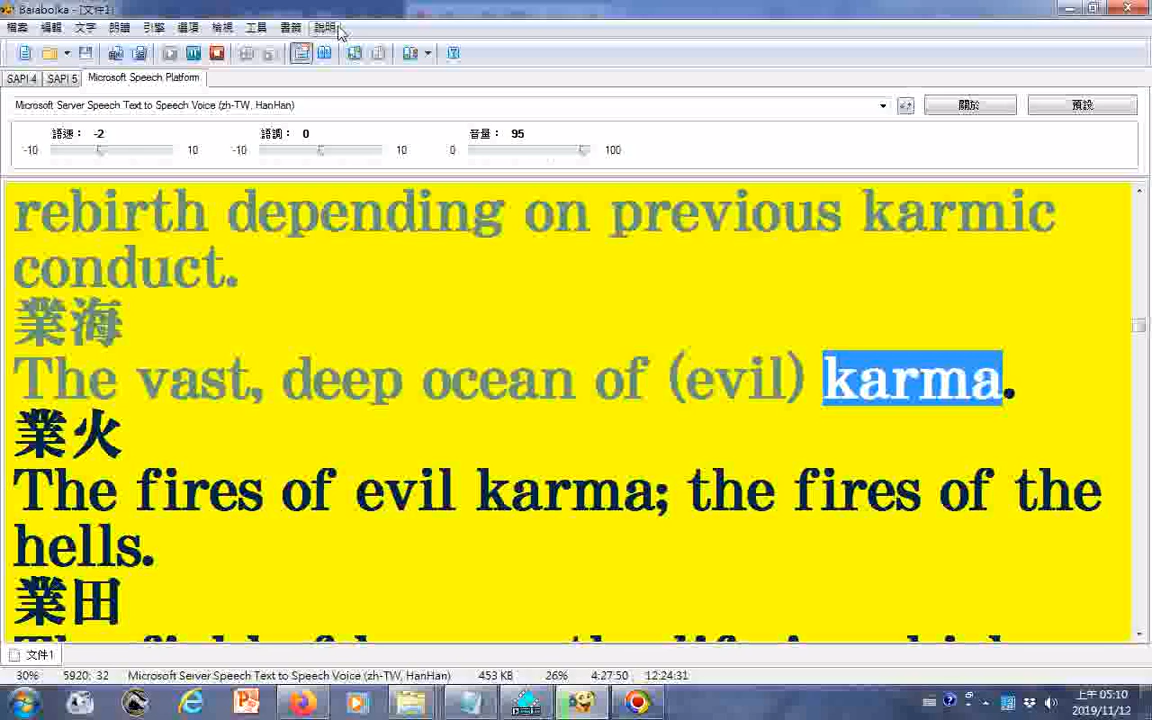 Balabolka - [文件1]
檔案 編輯 文字 朗讀 引擎 選項 檢視 工具 書籤 說明
SAPI 4 SAPI 5 Microsoft Speech Platform
Microsoft Server Speech Text to Speech Voice (zh-TW, HanHan) 關於 預設
語速： -2 語調： 0 音量： 95
-10 10 -10 10 0 100
rebirth depending on previous karmic
conduct.
業海
The vast, deep ocean of (evil) karma.
業火
The fires of evil karma; the fires of the
hells.
業田
文件1
30% 5920; 32 Microsoft Server Speech Text to Speech Voice (zh-TW, HanHan) 453 KB 26% 4:27:50 12:24:31
上午 05:10
2019/11/12